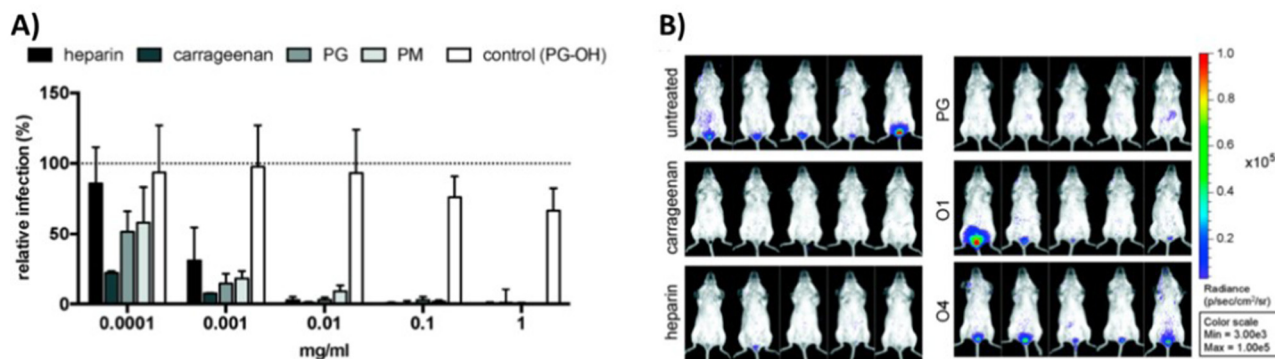 A)
heparin carrageenan PG PM control (PG-OH)
relative infection (%)
150
100
50
0
0.0001 0.001 0.01 0.1 1
mg/ml
B)
untreated
carrageenan
heparin
PG
O1
O4
1.0
0.8
0.6
0.4
0.2
x10⁵
Radiance
(p/sec/cm²/sr)
Color scale
Min = 3.00e3
Max = 1.00e5